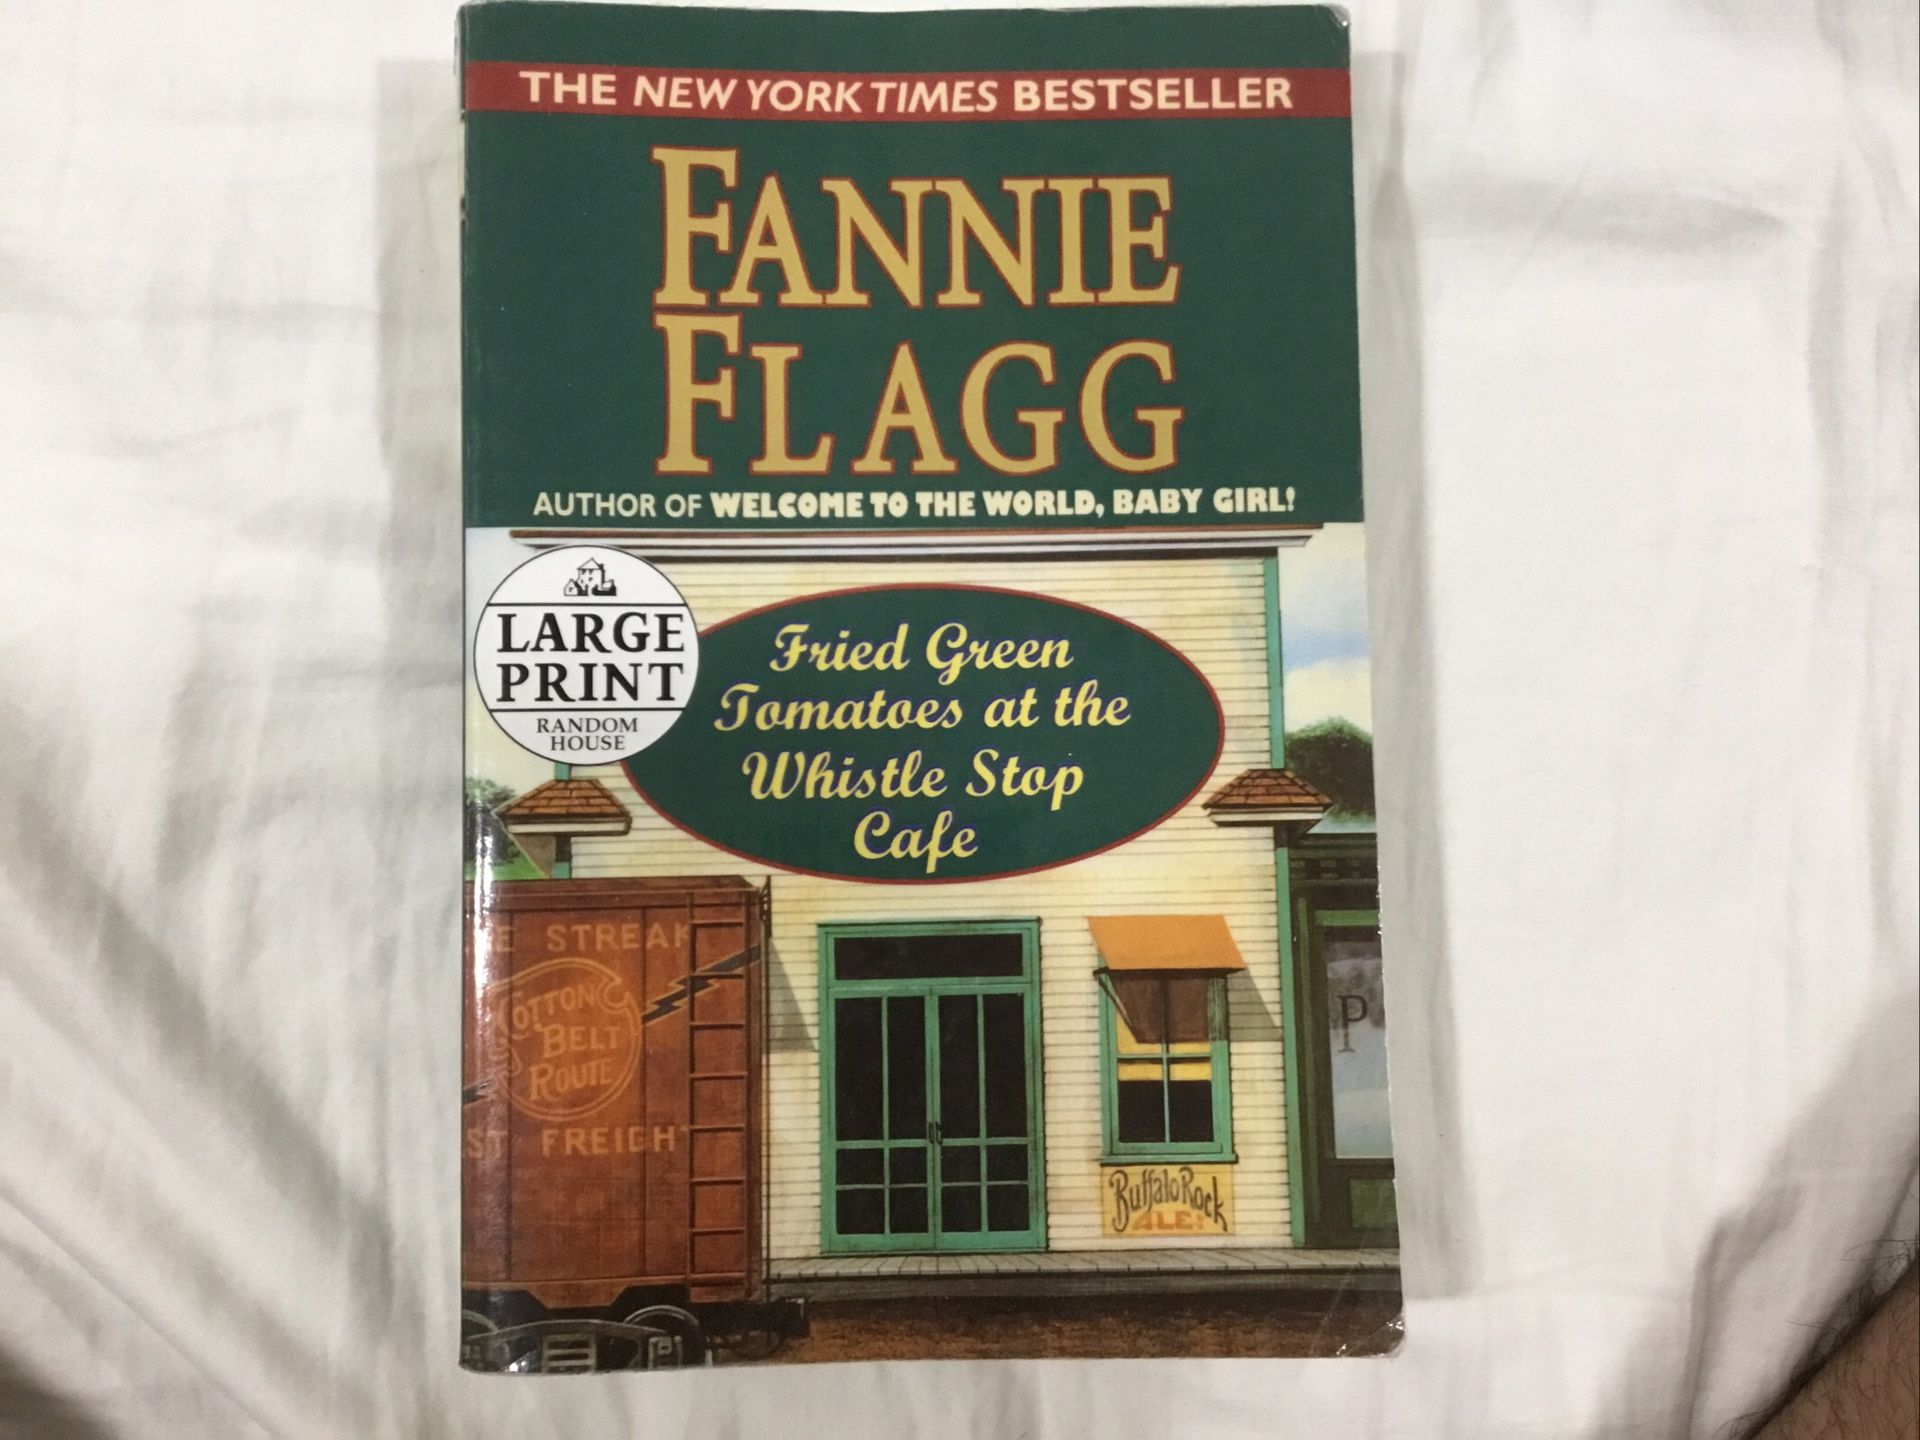 THE NEW YORK TIMES BESTSELLER
FANNIE
FLAGG
AUTHOR OF WELCOME TO THE WORLD, BABY GIRL!
LARGE
PRINT
RANDOM
HOUSE
Fried Green
Tomatoes at the
Whistle Stop
Cafe
E STREAK
COTTON
BELT
ROUTE
ST FREIGHT
P
Buffalo Rock
ALE!